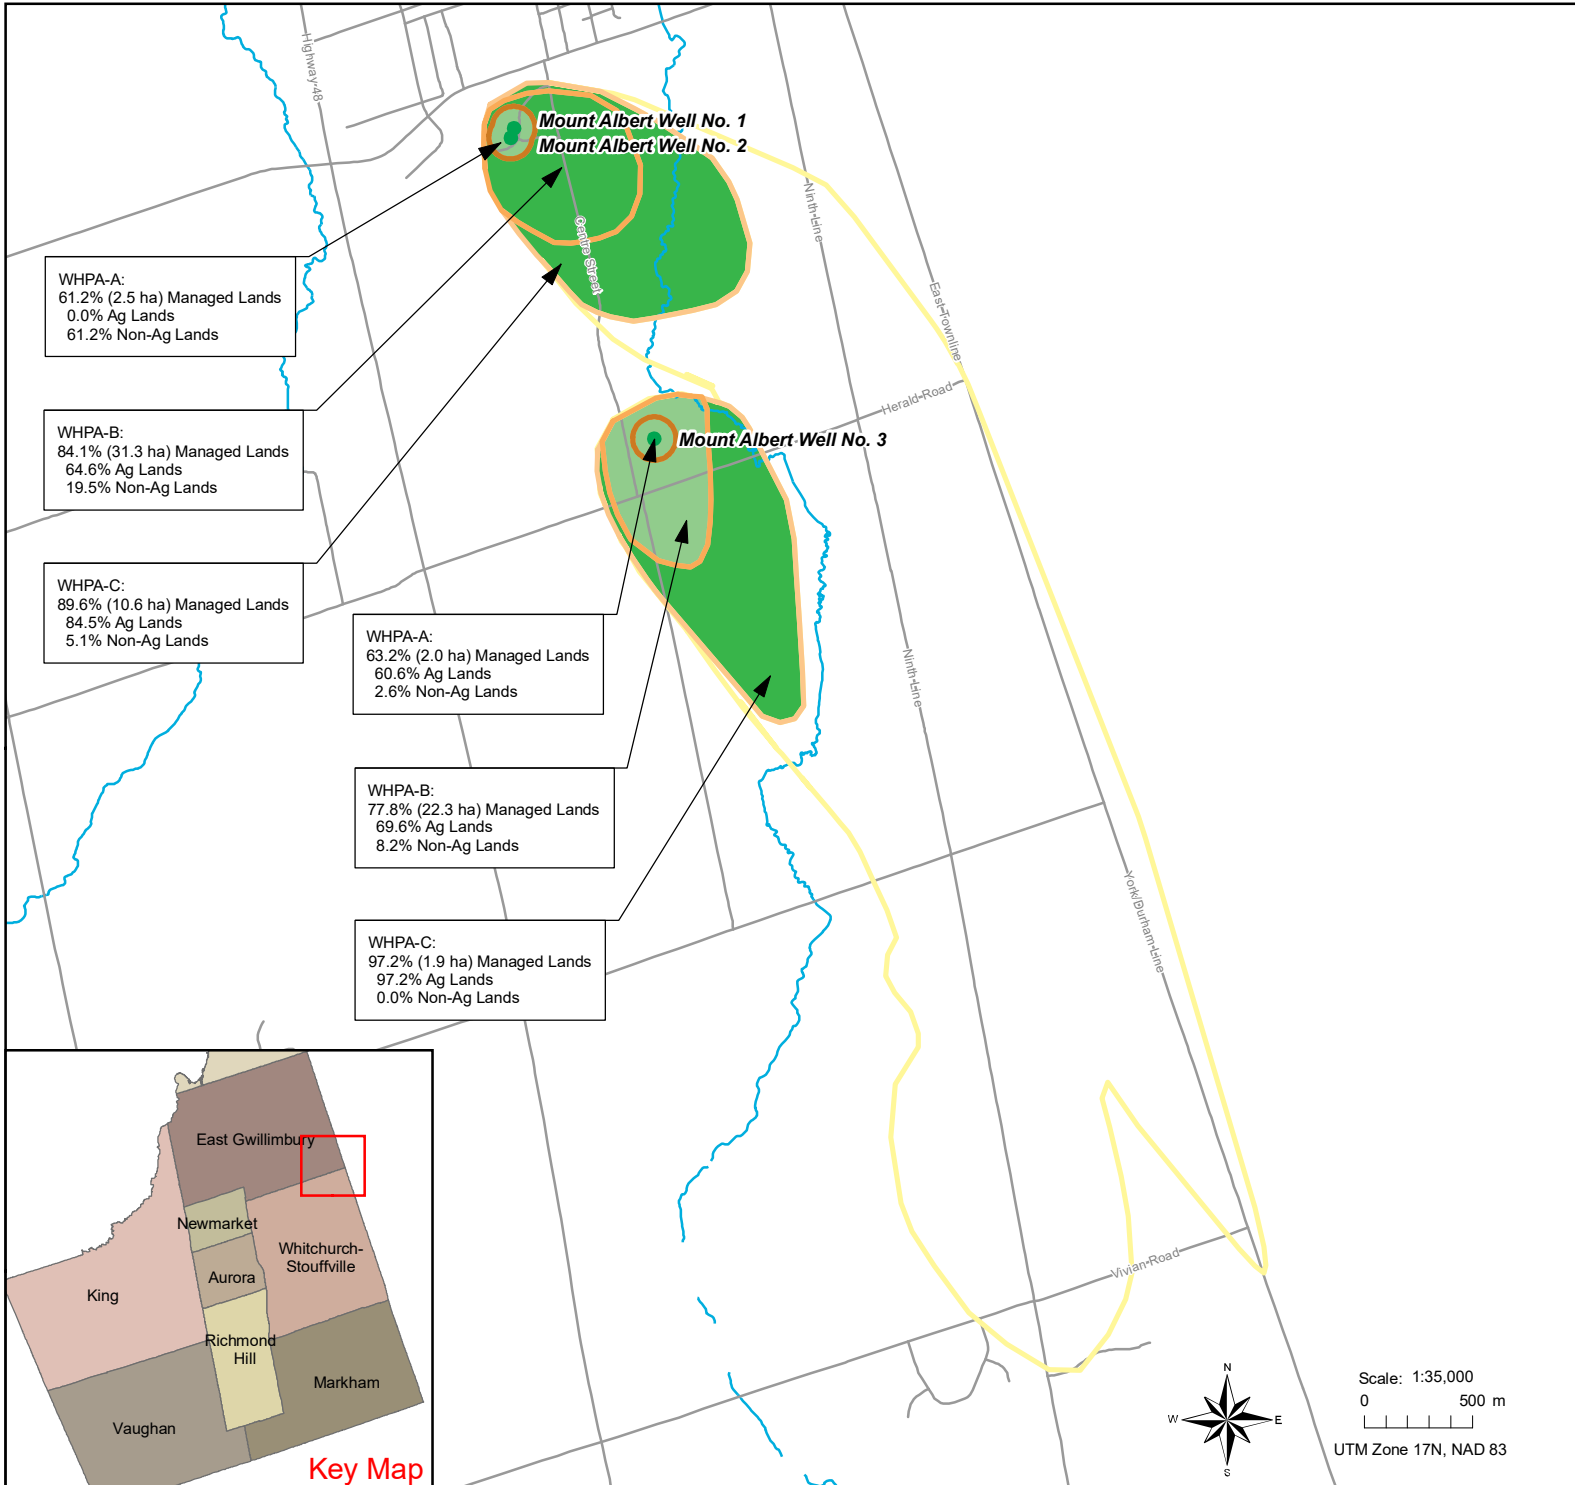 Highway 48
Mount Albert Well No. 1
Mount Albert Well No. 2
Ninth Line
Centre Street
East Townline
WHPA-A:
61.2% (2.5 ha) Managed Lands
0.0% Ag Lands
61.2% Non-Ag Lands
Herald Road
WHPA-B:
84.1% (31.3 ha) Managed Lands
64.6% Ag Lands
19.5% Non-Ag Lands
Mount Albert Well No. 3
WHPA-C:
89.6% (10.6 ha) Managed Lands
84.5% Ag Lands
5.1% Non-Ag Lands
WHPA-A:
63.2% (2.0 ha) Managed Lands
60.6% Ag Lands
2.6% Non-Ag Lands
Ninth Line
WHPA-B:
77.8% (22.3 ha) Managed Lands
69.6% Ag Lands
8.2% Non-Ag Lands
York/Durham Line
WHPA-C:
97.2% (1.9 ha) Managed Lands
97.2% Ag Lands
0.0% Non-Ag Lands
East Gwillimbury
Newmarket
Whitchurch-
Stouffville
Aurora
King
Richmond
Hill
Markham
Vaughan
Key Map
Vivian Road
N
W
E
S
Scale: 1:35,000
0 500 m
UTM Zone 17N, NAD 83